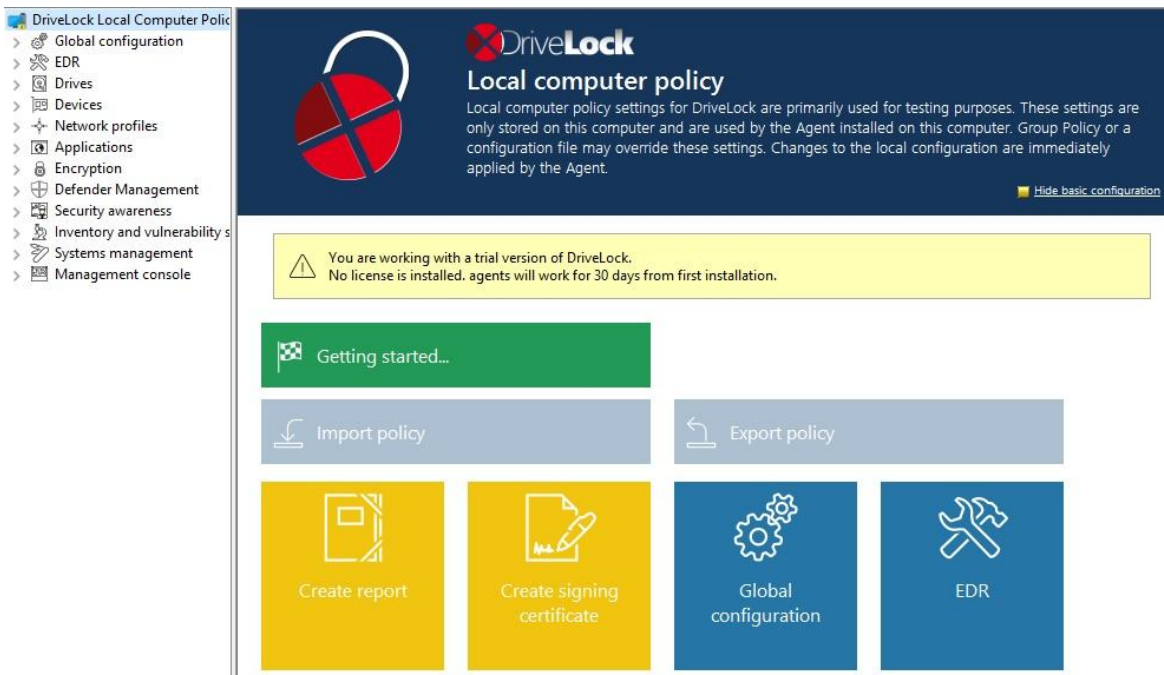 DriveLock Local Computer Polic
Global configuration
EDR
Drives
Devices
Network profiles
Applications
Encryption
Defender Management
Security awareness
Inventory and vulnerability s
Systems management
Management console
DriveLock
Local computer policy
Local computer policy settings for DriveLock are primarily used for testing purposes. These settings are
only stored on this computer and are used by the Agent installed on this computer. Group Policy or a
configuration file may override these settings. Changes to the local configuration are immediately
applied by the Agent.
Hide basic configuration
You are working with a trial version of DriveLock.
No license is installed. agents will work for 30 days from first installation.
Getting started...
Import policy
Export policy
Create report
Create signing
certificate
Global
configuration
EDR